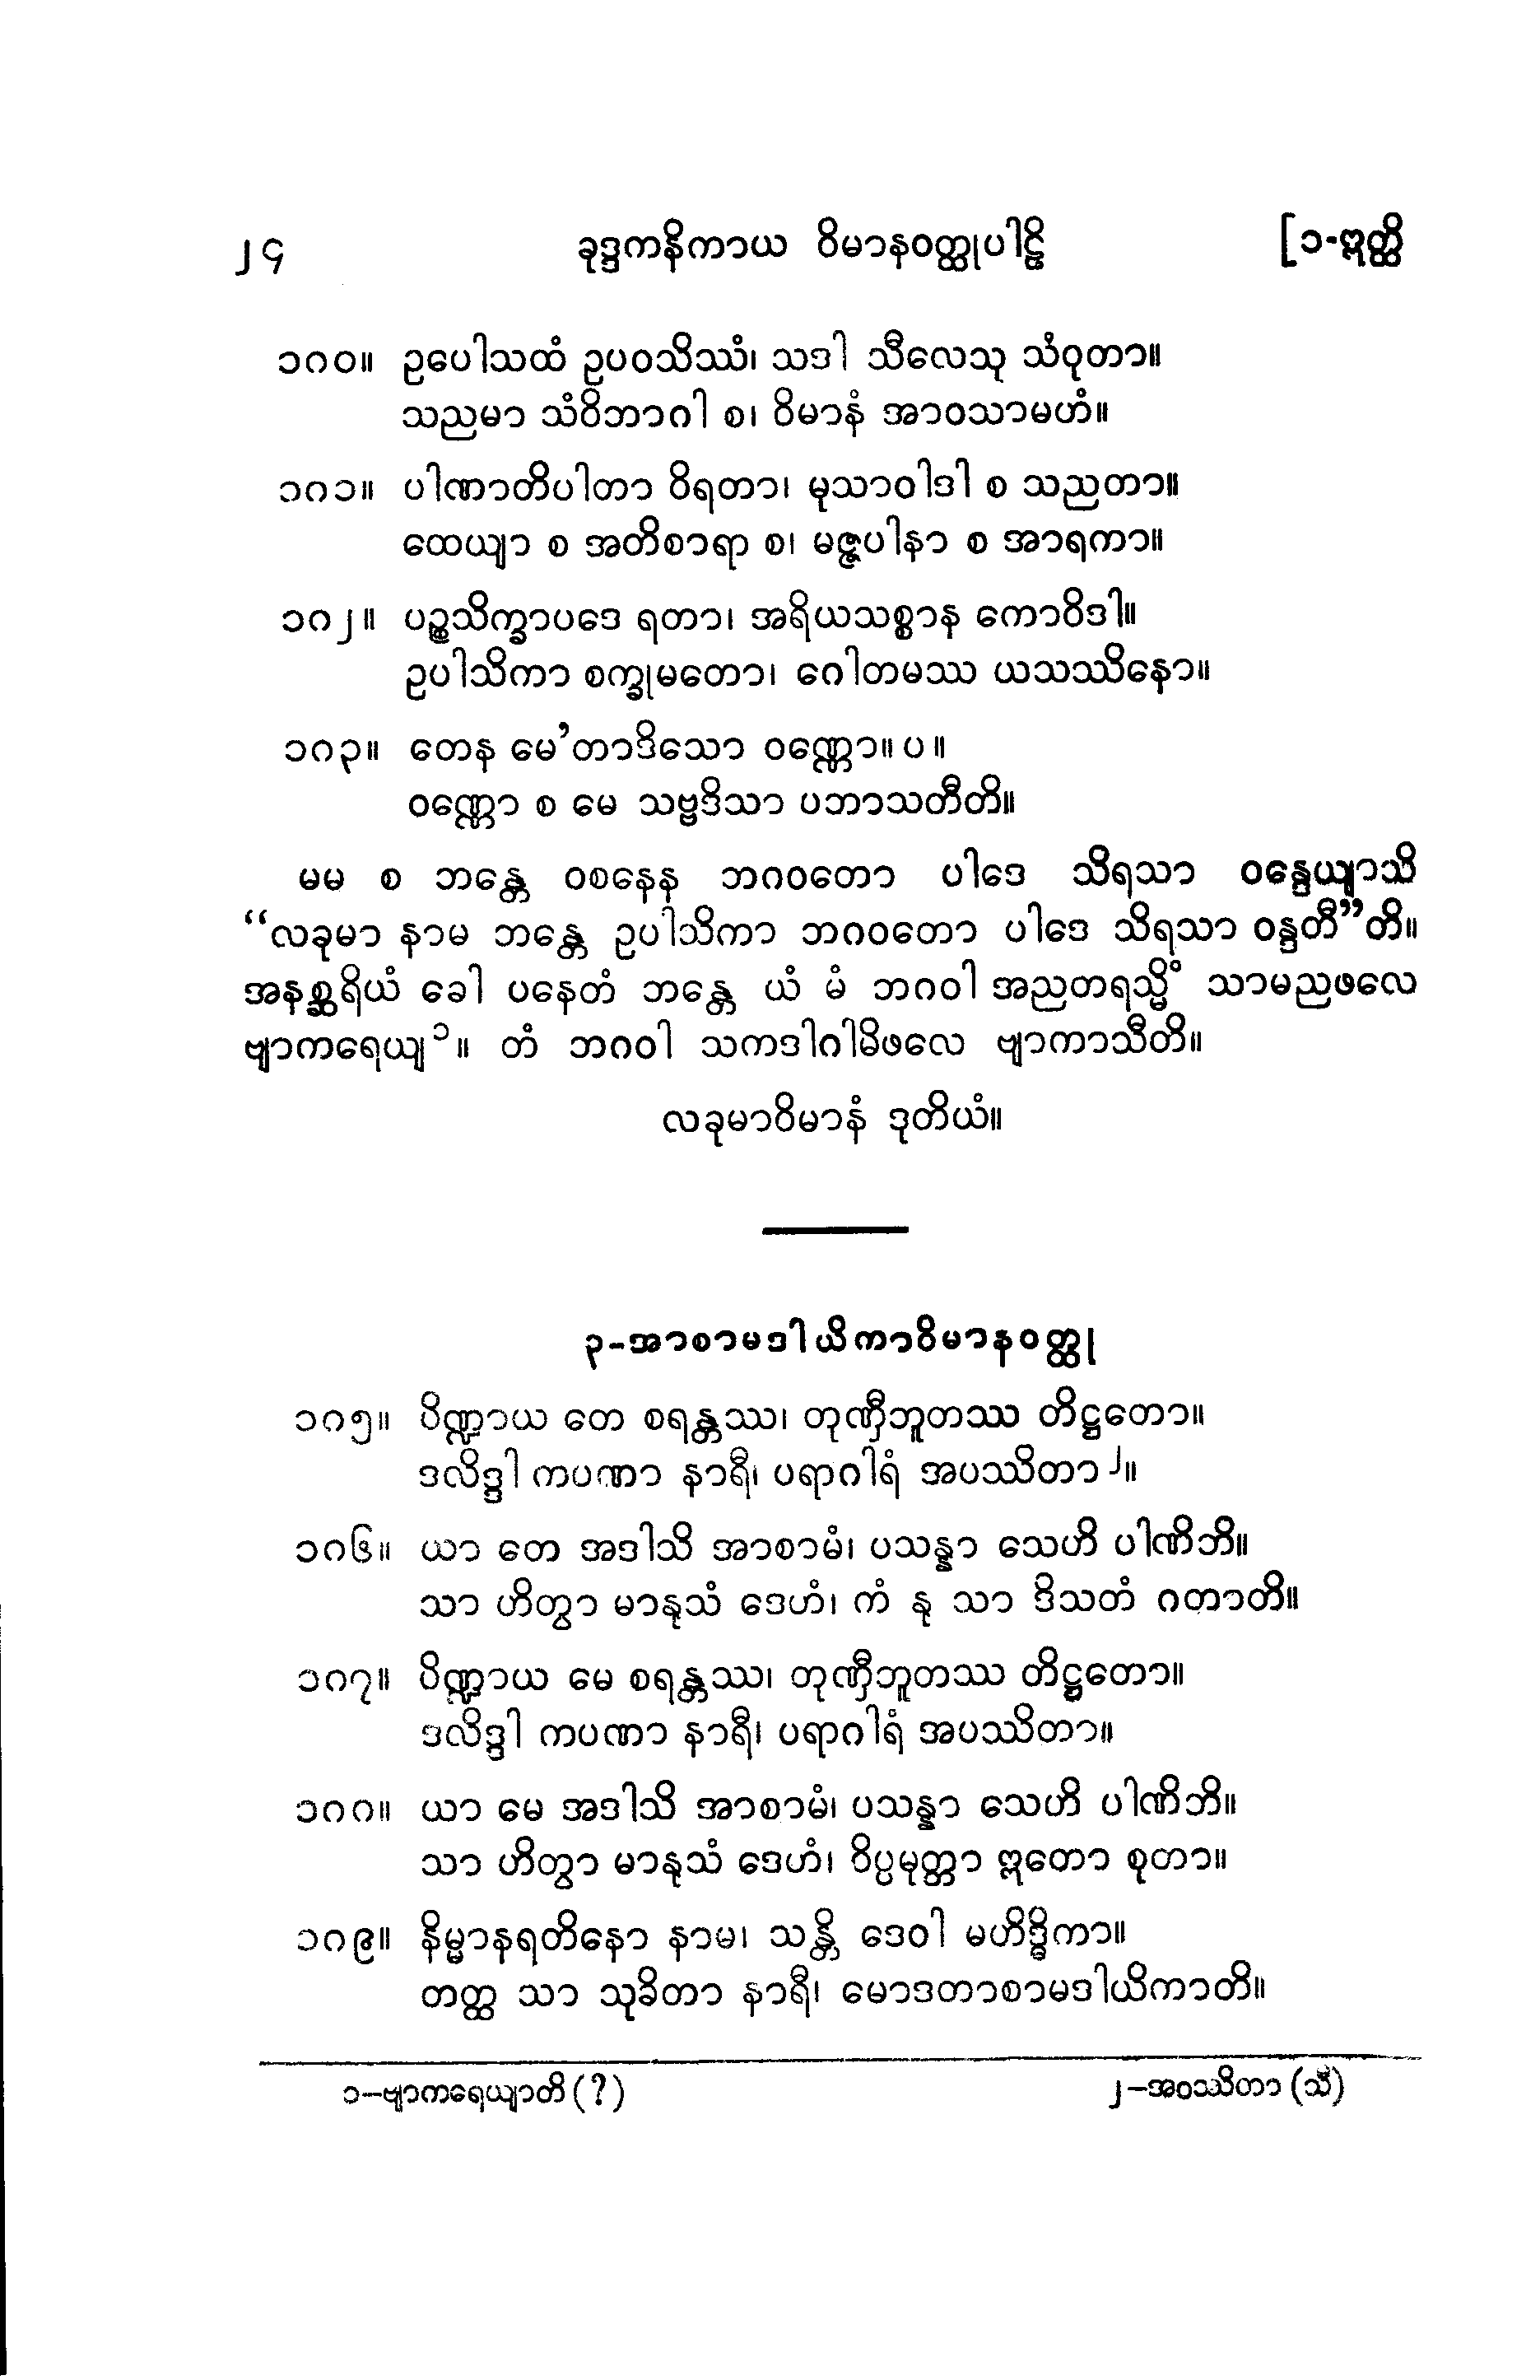 ၂၄ ခုဒ္ဒကနိကာယ ဝိမာနဝတ္ထုပါဠိ [၁-ဣတ္ထိ
၁၈၀။ ဥပေါသထံ ဥပဝသိဿံ၊ သဒါ သီလေသု သံဝုတာ။
သညမာ သံဝိဘာဂါ စ၊ ဝိမာနံ အာဝသာမဟံ။
၁၈၁။ ပါဏာတိပါတာ ဝိရတာ၊ မုသာဝါဒါ စ သညတာ။
ထေယျာ စ အတိစာရာ စ၊ မဇ္ဇပါနာ စ အာရကာ။
၁၈၂။ ပဉ္စသိက္ခာပဒေ ရတာ၊ အရိယသစ္စာန ကောဝိဒါ။
ဥပါသိကာ စက္ခုမတော၊ ဂေါတမဿ ယသဿိနော။
၁၈၃။ တေန မေ’တာဒိသော ဝဏ္ဏော။ပ။
ဝဏ္ဏော စ မေ သဗ္ဗဒိသာ ပဘာသတီတိ။
မမ စ ဘန္တေ ဝစနေန ဘဂဝတော ပါဒေ သိရသာ ဝန္ဒေယျာသိ
“လခုမာ နာမ ဘန္တေ ဥပါသိကာ ဘဂဝတော ပါဒေ သိရသာ ဝန္ဒတီ”တိ။
အနစ္ဆရိယံ ခေါ ပနေတံ ဘန္တေ ယံ မံ ဘဂဝါ အညတရသ္မိံ သာမညဖလေ
ဗျာကရေယျ၁။ တံ ဘဂဝါ သကဒါဂါမိဖလေ ဗျာကာသီတိ။
လခုမာဝိမာနံ ဒုတိယံ။
၃-အာစာမဒါယိကာဝိမာနဝတ္ထု
၁၈၅။ ပိဏ္ဍာယ တေ စရန္တဿ၊ တုဏှီဘူတဿ တိဋ္ဌတော။
ဒလိဒ္ဒါ ကပဏာ နာရီ၊ ပရာဂါရံ အပဿိတာ၂။
၁၈၆။ ယာ တေ အဒါသိ အာစာမံ၊ ပသန္နာ သေဟိ ပါဏိဘိ။
သာ ဟိတွာ မာနုသံ ဒေဟံ၊ ကံ နု သာ ဒိသတံ ဂတာတိ။
၁၈၇။ ပိဏ္ဍာယ မေ စရန္တဿ၊ တုဏှီဘူတဿ တိဋ္ဌတော။
ဒလိဒ္ဒါ ကပဏာ နာရီ၊ ပရာဂါရံ အပဿိတာ။
၁၈၈။ ယာ မေ အဒါသိ အာစာမံ၊ ပသန္နာ သေဟိ ပါဏိဘိ။
သာ ဟိတွာ မာနုသံ ဒေဟံ၊ ဝိပ္ပမုတ္တာ ဣတော စုတာ။
၁၈၉။ နိမ္မာနရတိနော နာမ၊ သန္တိ ဒေဝါ မဟိဒ္ဓိကာ။
တတ္ထ သာ သုခိတာ နာရီ၊ မောဒတာစာမဒါယိကာတိ။
၁−ဗျာကရေယျာတိ (?) ၂−အဝဿိတာ (သီ)